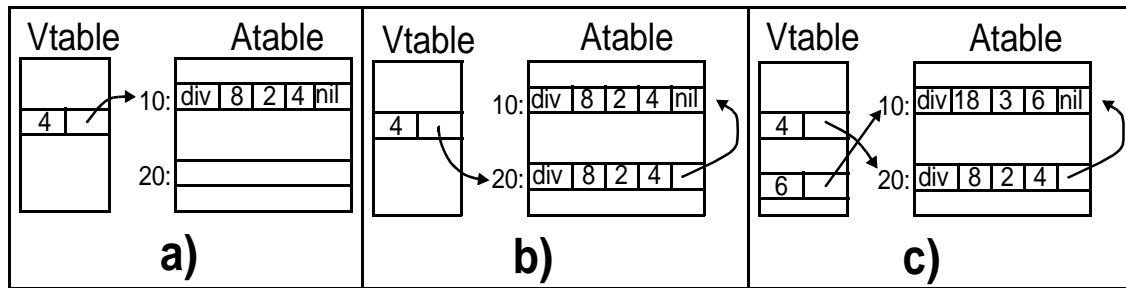 Vtable Atable
10: div 8 2 4 nil
4
20:
a)
Vtable Atable
10: div 8 2 4 nil
4
20: div 8 2 4
b)
Vtable Atable
10: div 18 3 6 nil
4
6
20: div 8 2 4
c)